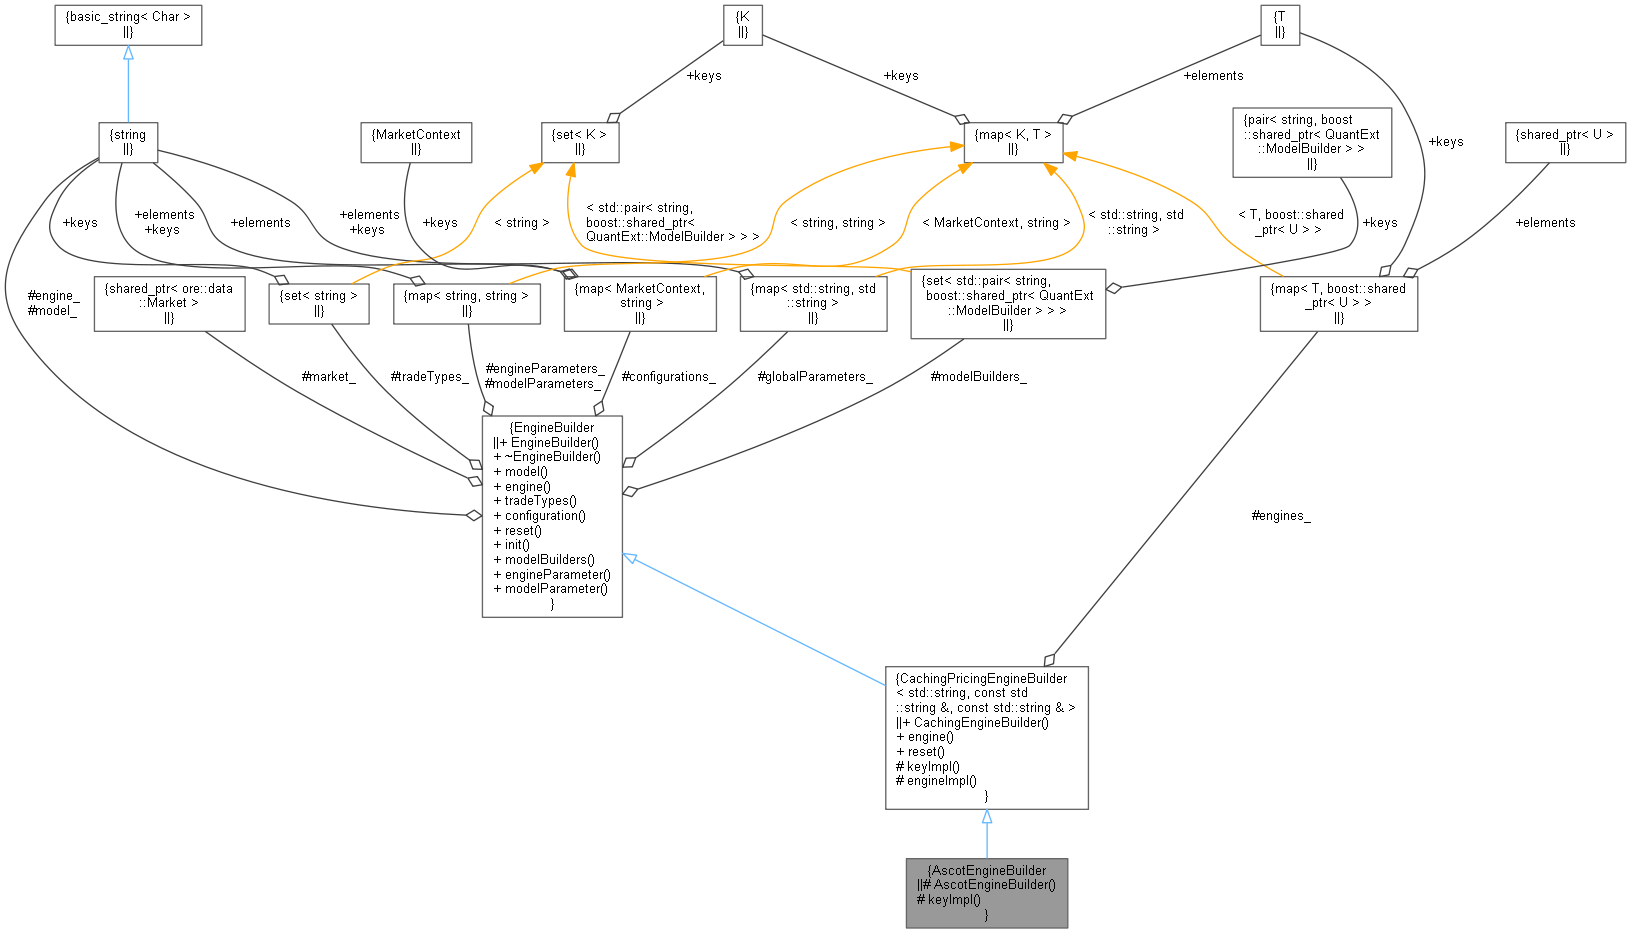 {basic_string< Char >
||}
{K
||}
{T
||}
+keys
+keys
+elements
{string
||}
{MarketContext
||}
{set< K >
||}
{map< K, T >
||}
{pair< string, boost
::shared_ptr< QuantExt
::ModelBuilder > >
||}
+keys
{shared_ptr< U >
||}
+keys
+elements
+keys
+elements
+elements
+keys
+keys
< string >
< std::pair< string,
boost::shared_ptr<
QuantExt::ModelBuilder > > >
< string, string >
< MarketContext, string >
< std::string, std
::string >
< T, boost::shared
_ptr< U > >
+keys
+elements
#engine_
#model_
{shared_ptr< ore::data
::Market >
||}
{set< string >
||}
{map< string, string >
||}
{map< MarketContext,
string >
||}
{map< std::string, std
::string >
||}
{set< std::pair< string,
boost::shared_ptr< QuantExt
::ModelBuilder > > >
||}
{map< T, boost::shared
_ptr< U > >
||}
#market_
#tradeTypes_
#engineParameters_
#modelParameters_
#configurations_
#globalParameters_
#modelBuilders_
{EngineBuilder
||+ EngineBuilder()
+ ~EngineBuilder()
+ model()
+ engine()
+ tradeTypes()
+ configuration()
+ reset()
+ init()
+ modelBuilders()
+ engineParameter()
+ modelParameter()
}
#engines_
{CachingPricingEngineBuilder
< std::string, const std
::string &, const std::string & >
||+ CachingEngineBuilder()
+ engine()
+ reset()
# keyImpl()
# engineImpl()
}
{AscotEngineBuilder
||# AscotEngineBuilder()
# keyImpl()
}